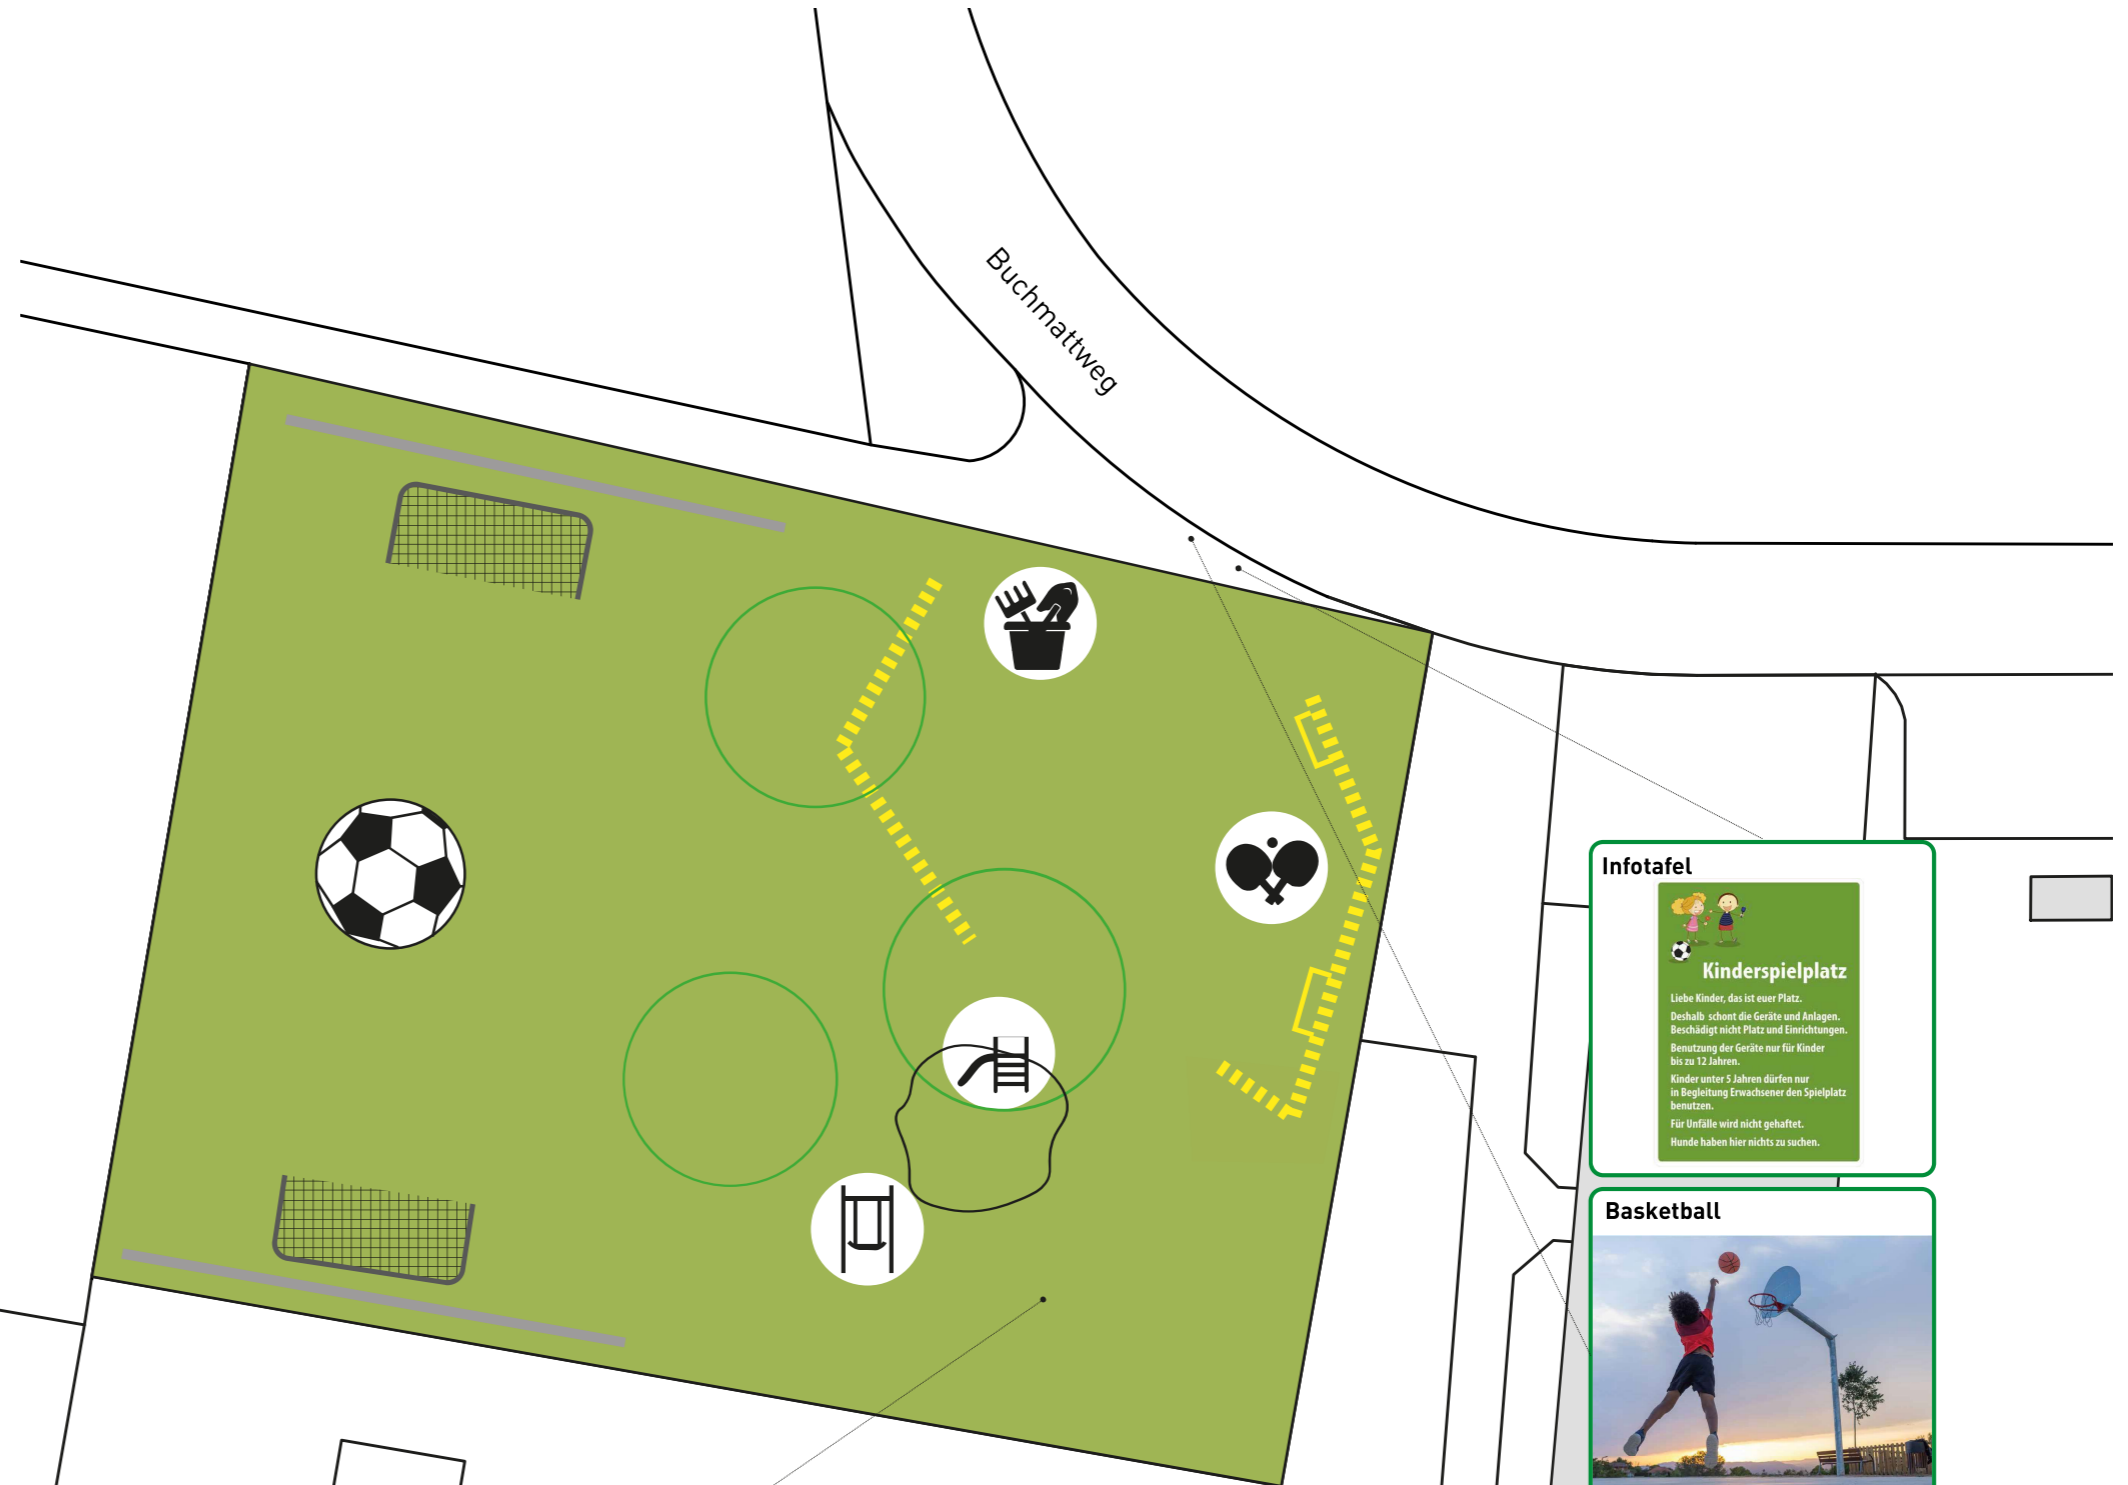 Buchmattweg
Infotafel
Kinderspielplatz
Liebe Kinder, das ist euer Platz.
Deshalb schont die Geräte und Anlagen.
Beschädigt nicht Platz und Einrichtungen.
Benutzung der Geräte nur für Kinder
bis zu 12 Jahren.
Kinder unter 5 Jahren dürfen nur
in Begleitung Erwachsener den Spielplatz
benutzen.
Für Unfälle wird nicht gehaftet.
Hunde haben hier nichts zu suchen.
Basketball